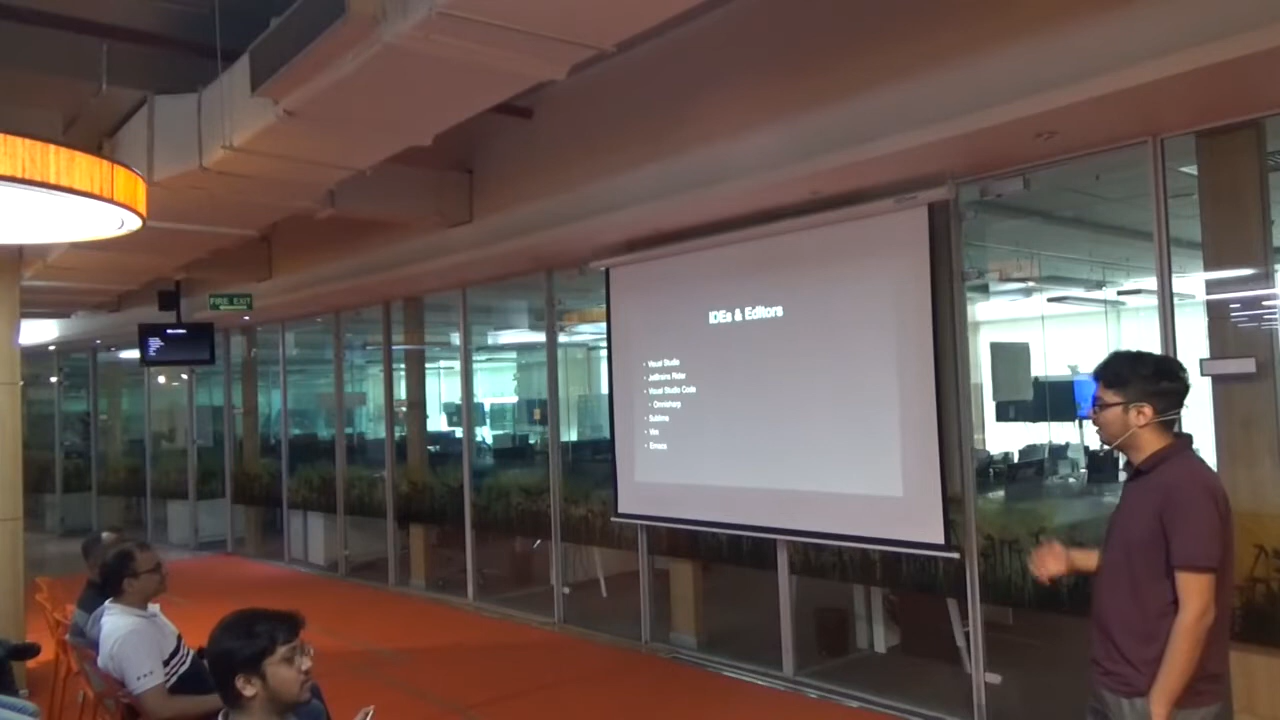 FIRE EXIT
IDEs & Editors
• Visual Studio
• JetBrains Rider
• Visual Studio Code
• Omnisharp
• Sublime
• Vim
• Emacs